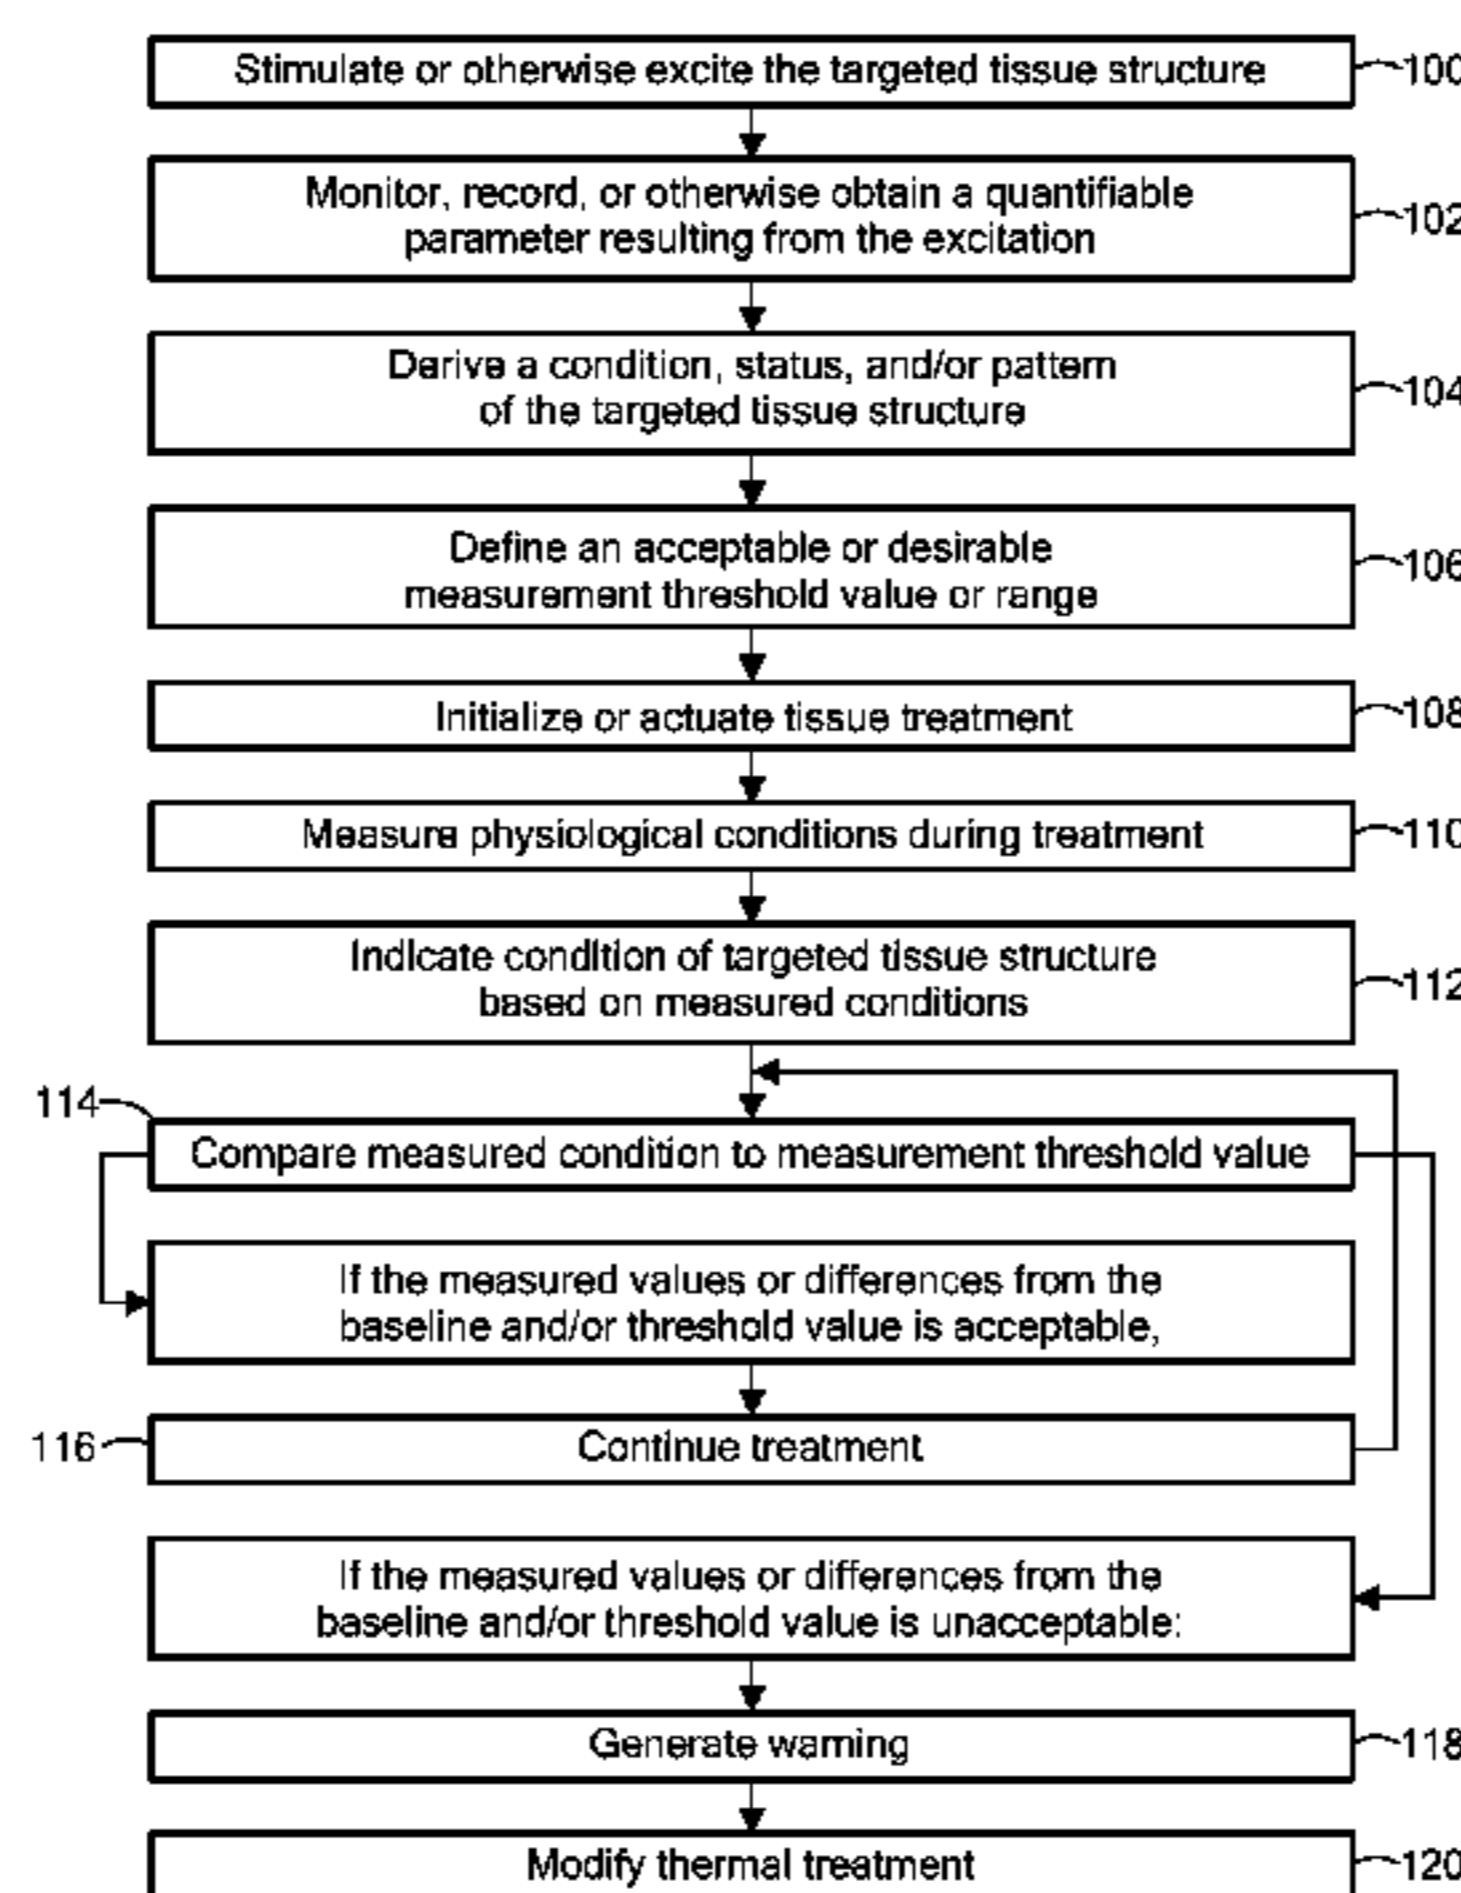 Stimulate or otherwise excite the targeted tissue structure
100
Monitor, record, or otherwise obtain a quantifiable
parameter resulting from the excitation
102
Derive a condition, status, and/or pattern
of the targeted tissue structure
104
Define an acceptable or desirable
measurement threshold value or range
106
Initialize or actuate tissue treatment
108
Measure physiological conditions during treatment
110
Indicate condition of targeted tissue structure
based on measured conditions
112
114
Compare measured condition to measurement threshold value
If the measured values or differences from the
baseline and/or threshold value is acceptable,
116
Continue treatment
If the measured values or differences from the
baseline and/or threshold value is unacceptable:
Generate warning
118
Modify thermal treatment
120